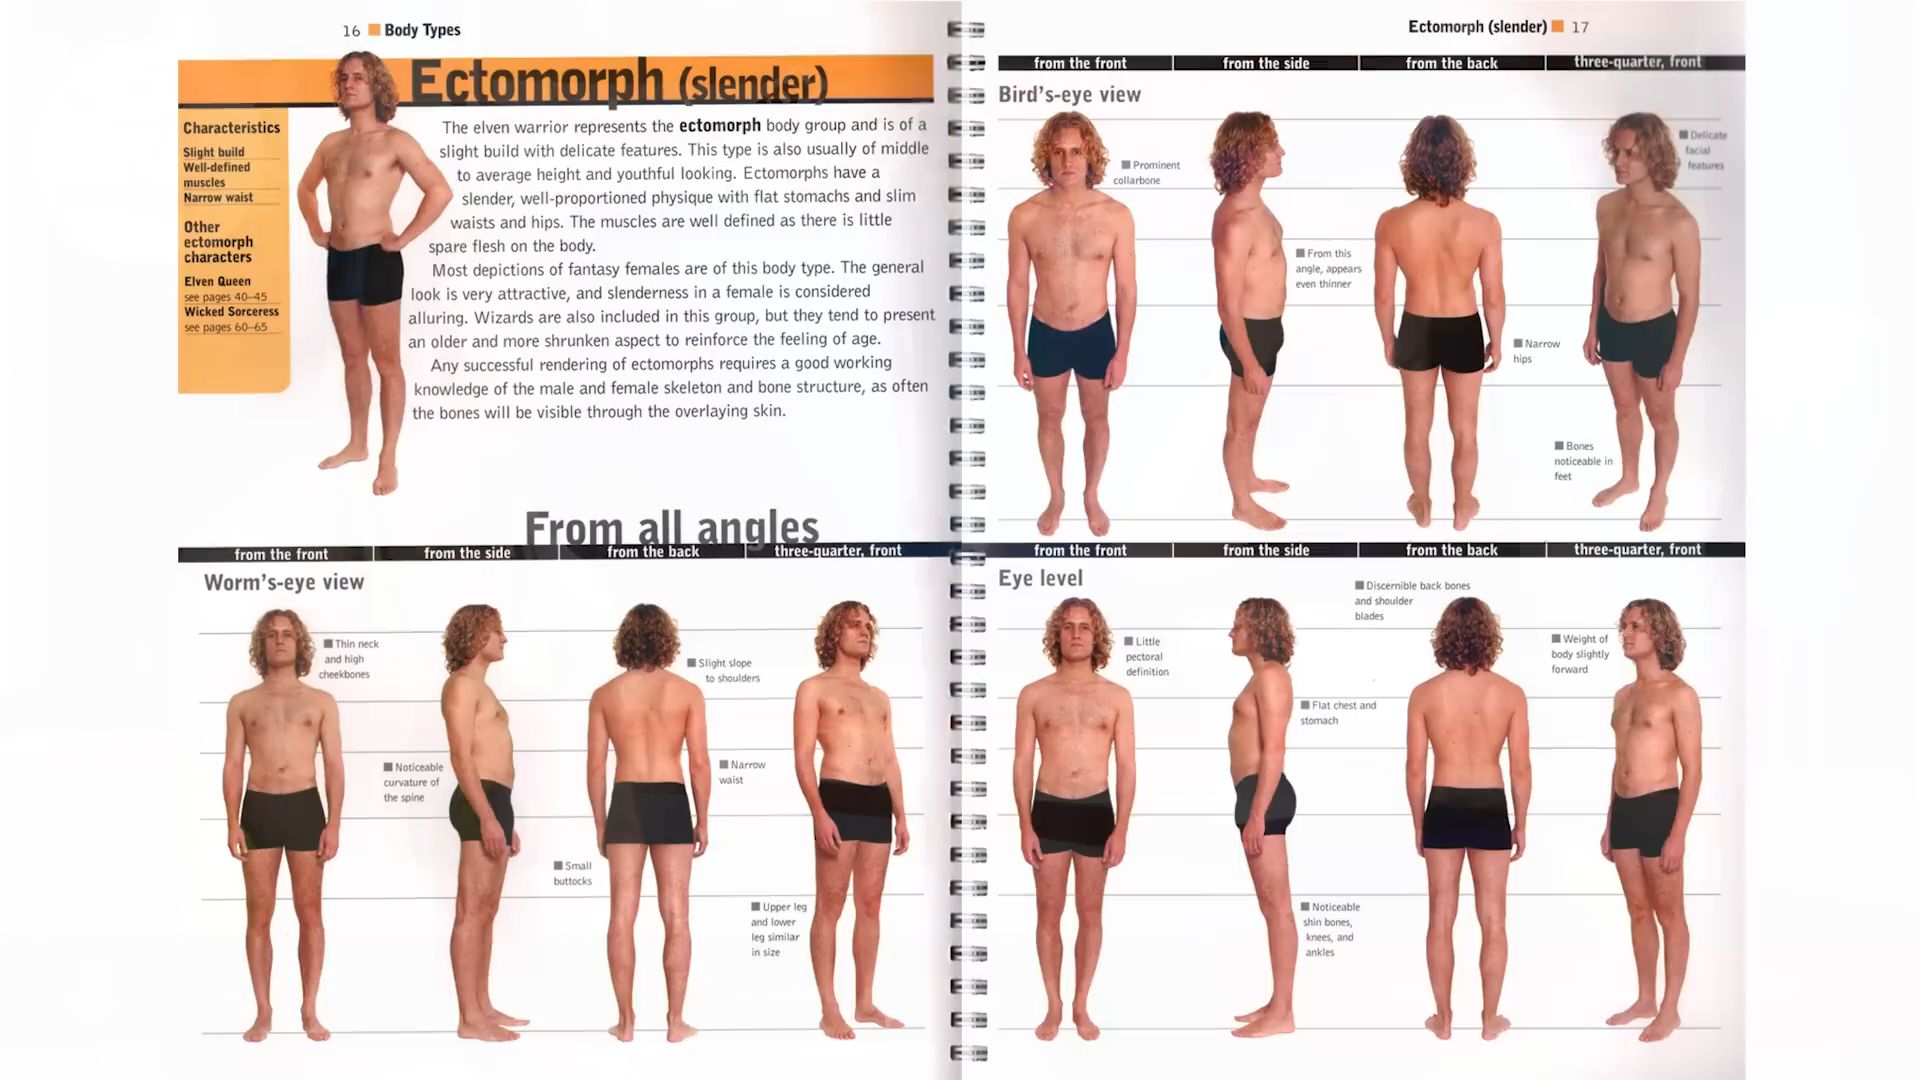 16 Body Types
Ectomorph (slender)
Characteristics
Slight build
Well-defined
muscles
Narrow waist
Other
ectomorph
characters
Elven Queen
see pages 40–45
Wicked Sorceress
see pages 60–65
The elven warrior represents the ectomorph body group and is of a
slight build with delicate features. This type is also usually of middle
to average height and youthful looking. Ectomorphs have a
slender, well-proportioned physique with flat stomachs and slim
waists and hips. The muscles are well defined as there is little
spare flesh on the body.
Most depictions of fantasy females are of this body type. The general
look is very attractive, and slenderness in a female is considered
alluring. Wizards are also included in this group, but they tend to present
an older and more shrunken aspect to reinforce the feeling of age.
Any successful rendering of ectomorphs requires a good working
knowledge of the male and female skeleton and bone structure, as often
the bones will be visible through the overlaying skin.
From all angles
from the front from the side from the back three-quarter, front
Worm's-eye view
Thin neck
and high
cheekbones
Noticeable
curvature of
the spine
Slight slope
to shoulders
Small
buttocks
Narrow
waist
Upper leg
and lower
leg similar
in size
Ectomorph (slender) 17
from the front from the side from the back three-quarter, front
Bird's-eye view
Prominent
collarbone
From this
angle, appears
even thinner
Narrow
hips
Delicate
facial
features
Bones
noticeable in
feet
from the front from the side from the back three-quarter, front
Eye level
Little
pectoral
definition
Flat chest and
stomach
Noticeable
shin bones,
knees, and
ankles
Discernible back bones
and shoulder
blades
Weight of
body slightly
forward